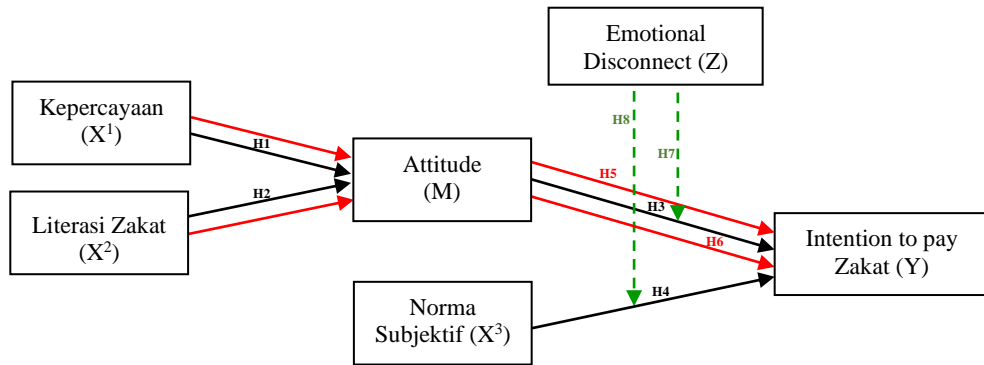 Emotional
Disconnect (Z)
Kepercayaan
(X¹)
H1
H8
H7
Attitude
(M)
H5
H2
H3
Literasi Zakat
(X²)
H6
Intention to pay
Zakat (Y)
Norma
Subjektif (X³)
H4